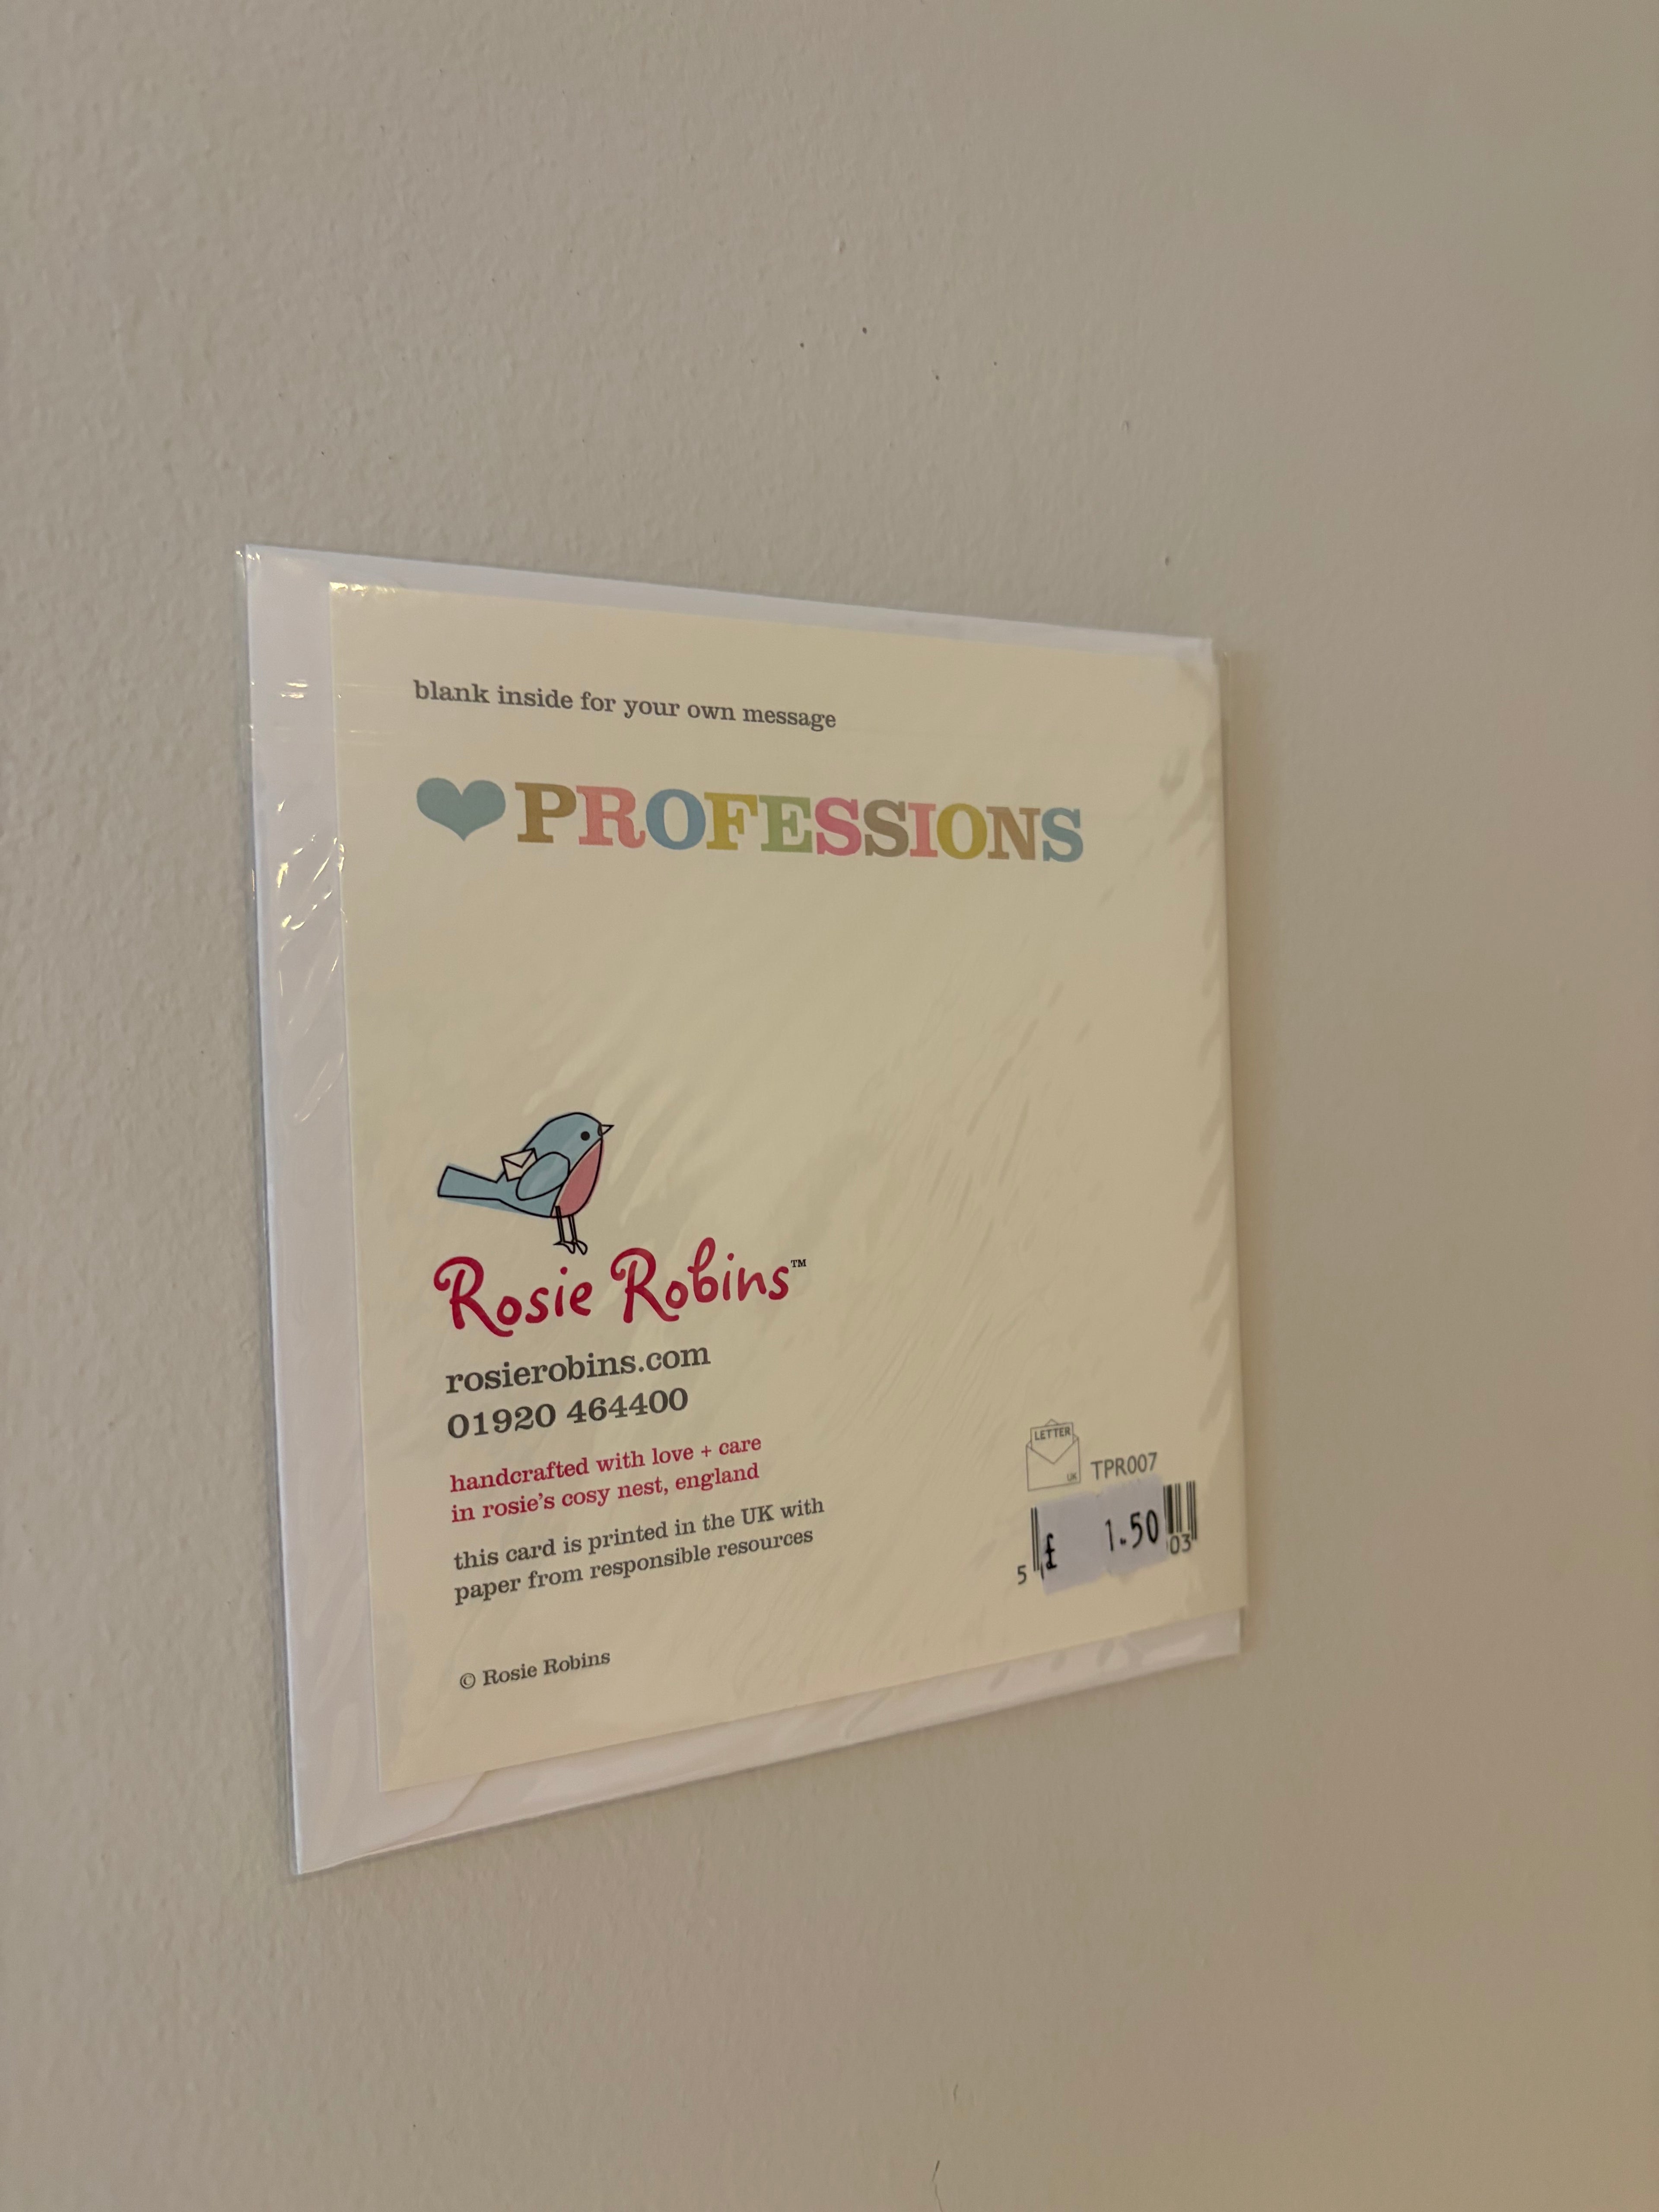 blank inside for your own message
PROFESSIONS
Rosie Robins™
rosierobins.com
01920 464400
handcrafted with love + care
in rosie's cosy nest, england
this card is printed in the UK with
paper from responsible resources
© Rosie Robins
LETTER
UK
TPR007
£ 1.50
5
03